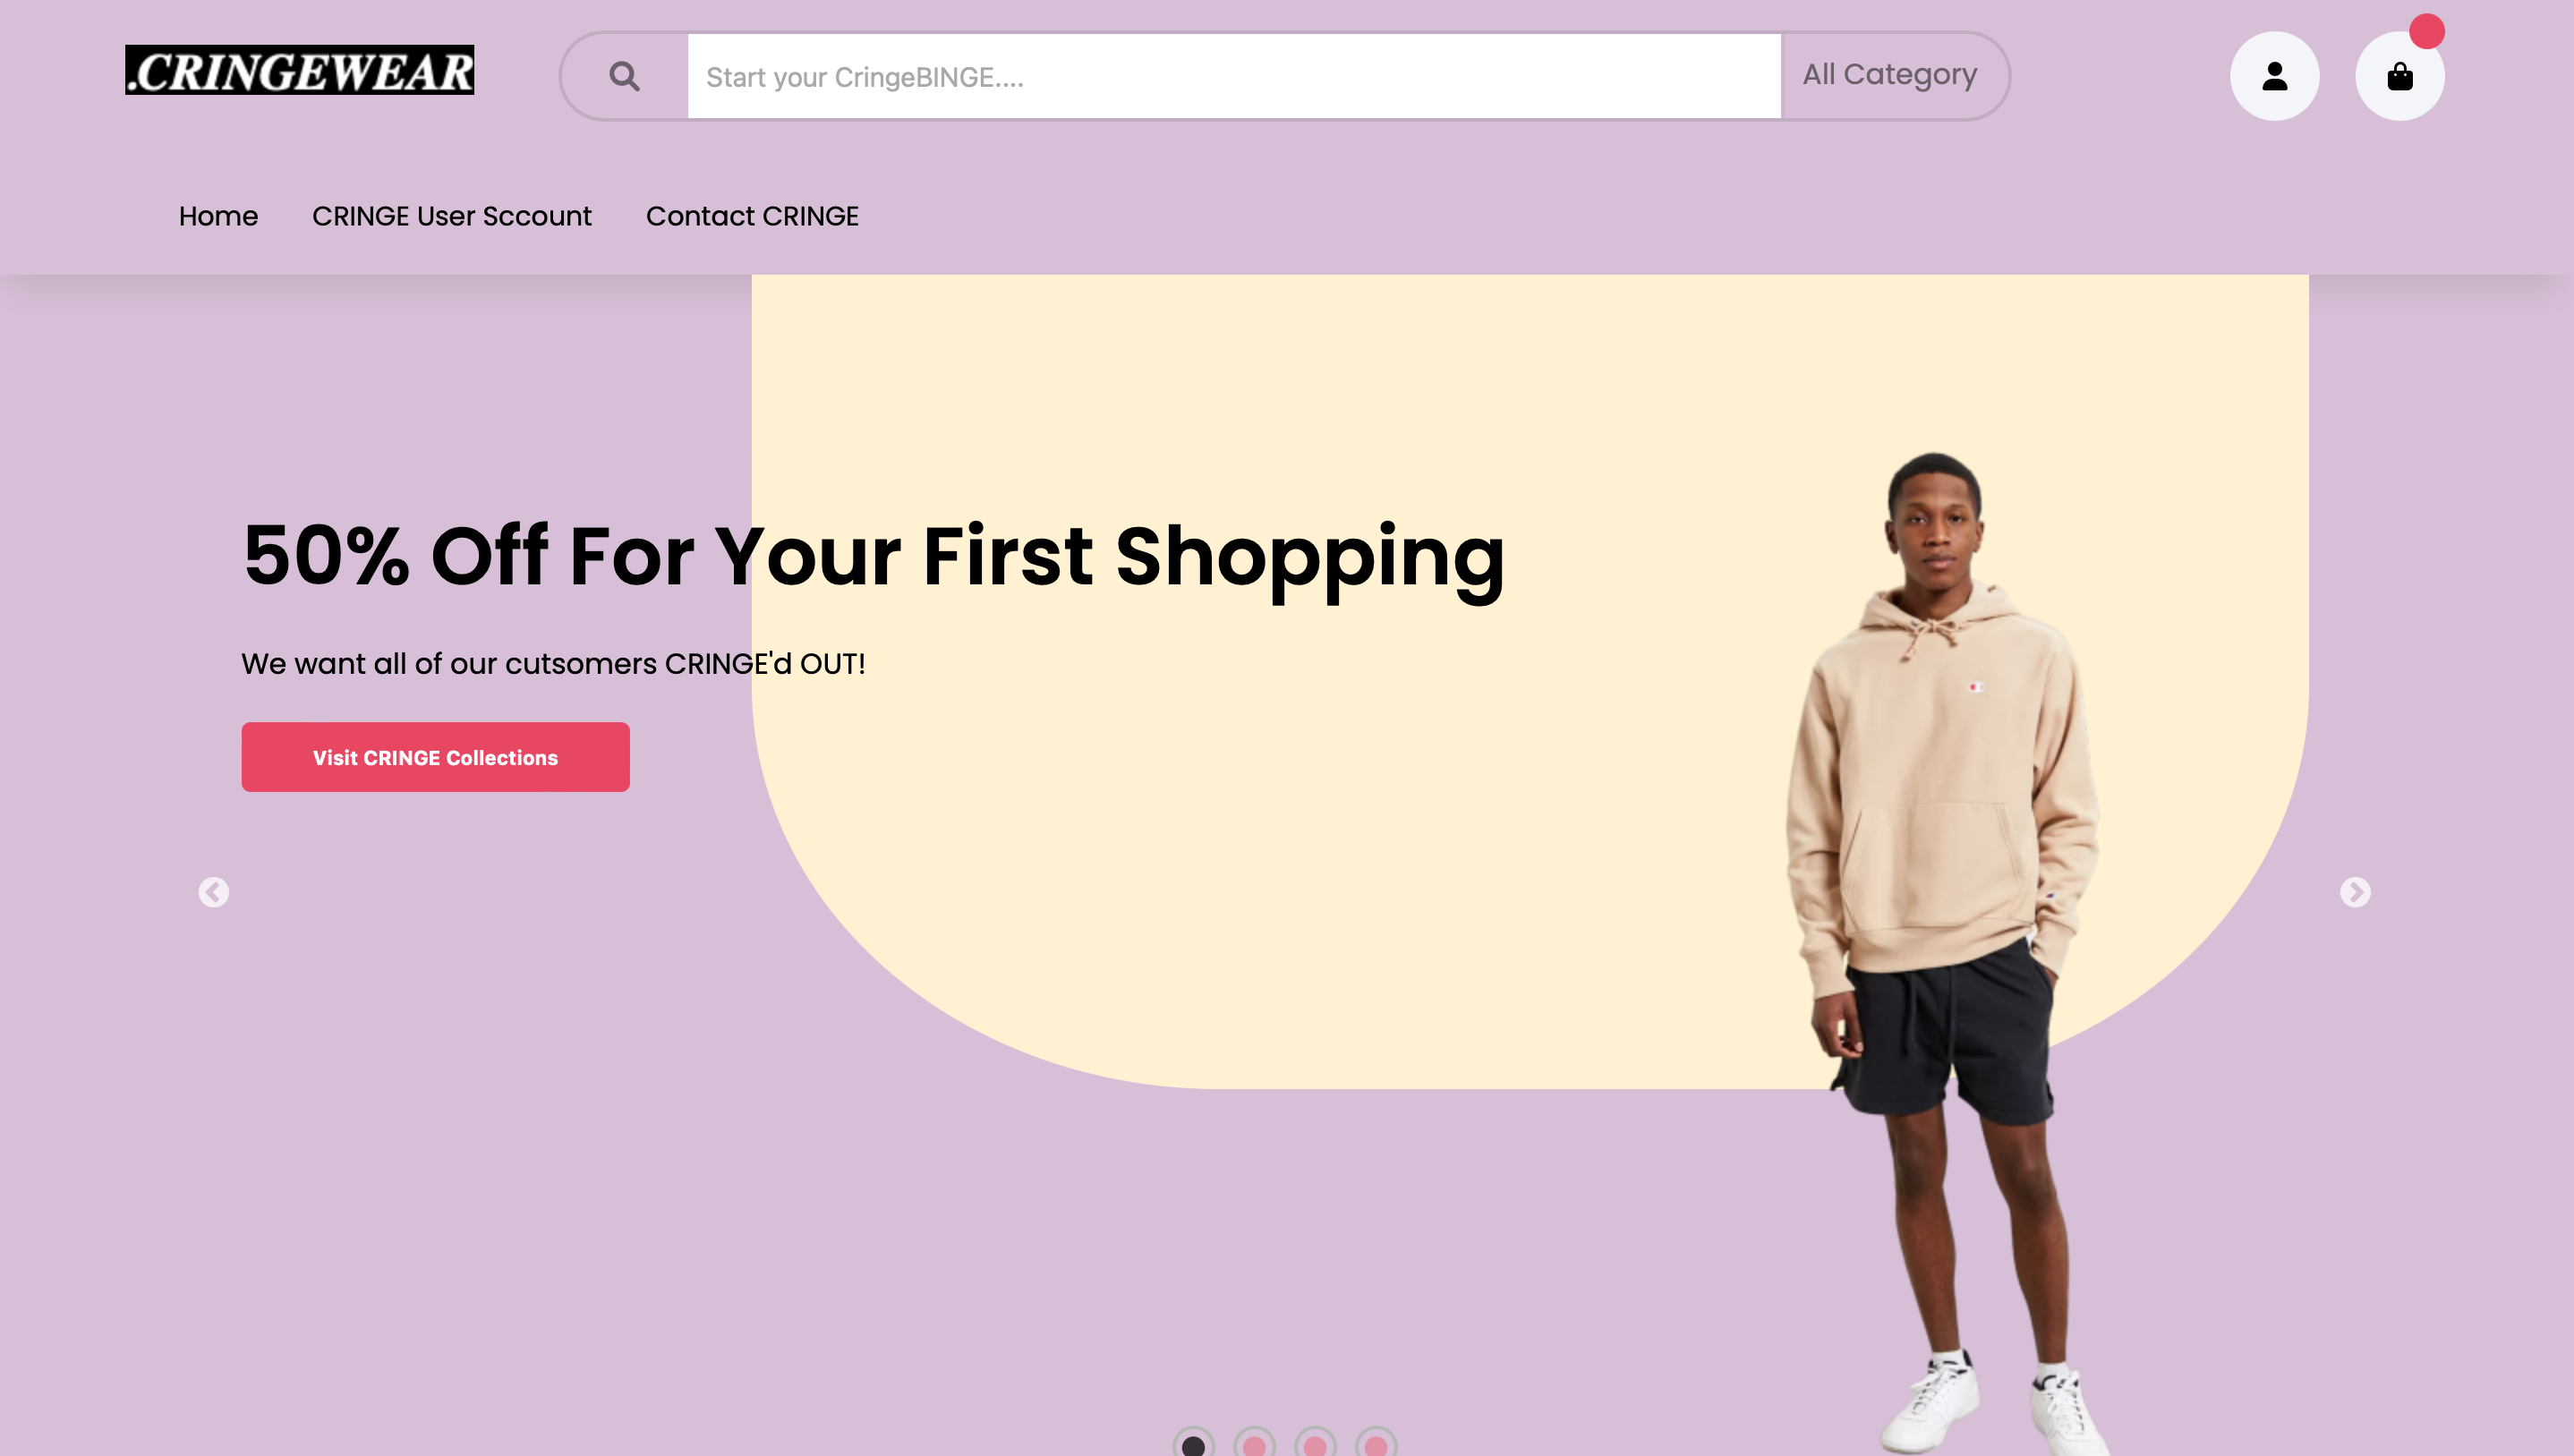 .CRINGEWEAR
Start your CringeBINGE....
All Category
Home CRINGE User Sccount Contact CRINGE
50% Off For Your First Shopping
We want all of our cutsomers CRINGE'd OUT!
Visit CRINGE Collections